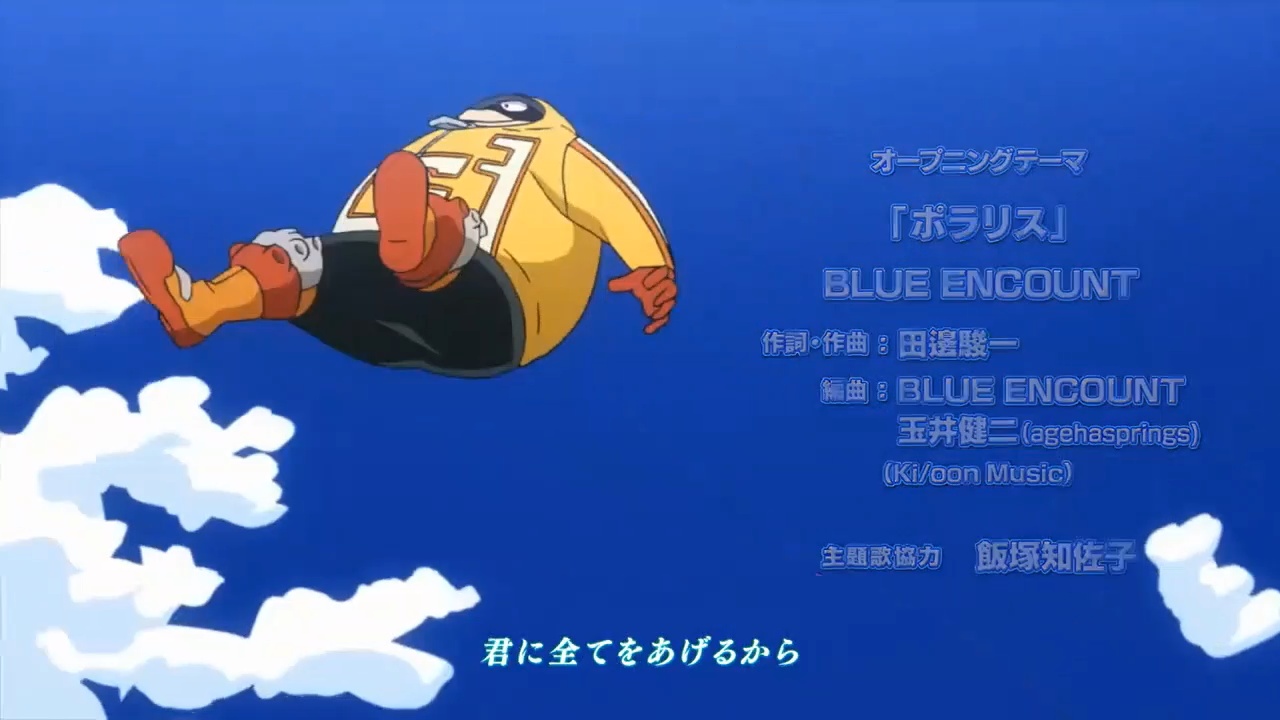 オープニングテーマ
「ポラリス」
BLUE ENCOUNT
作詞・作曲：田邊駿一
編曲：BLUE ENCOUNT
玉井健二(agehasprings)
(Ki/oon Music)
主題歌協力　飯塚知佐子
君に全てをあげるから